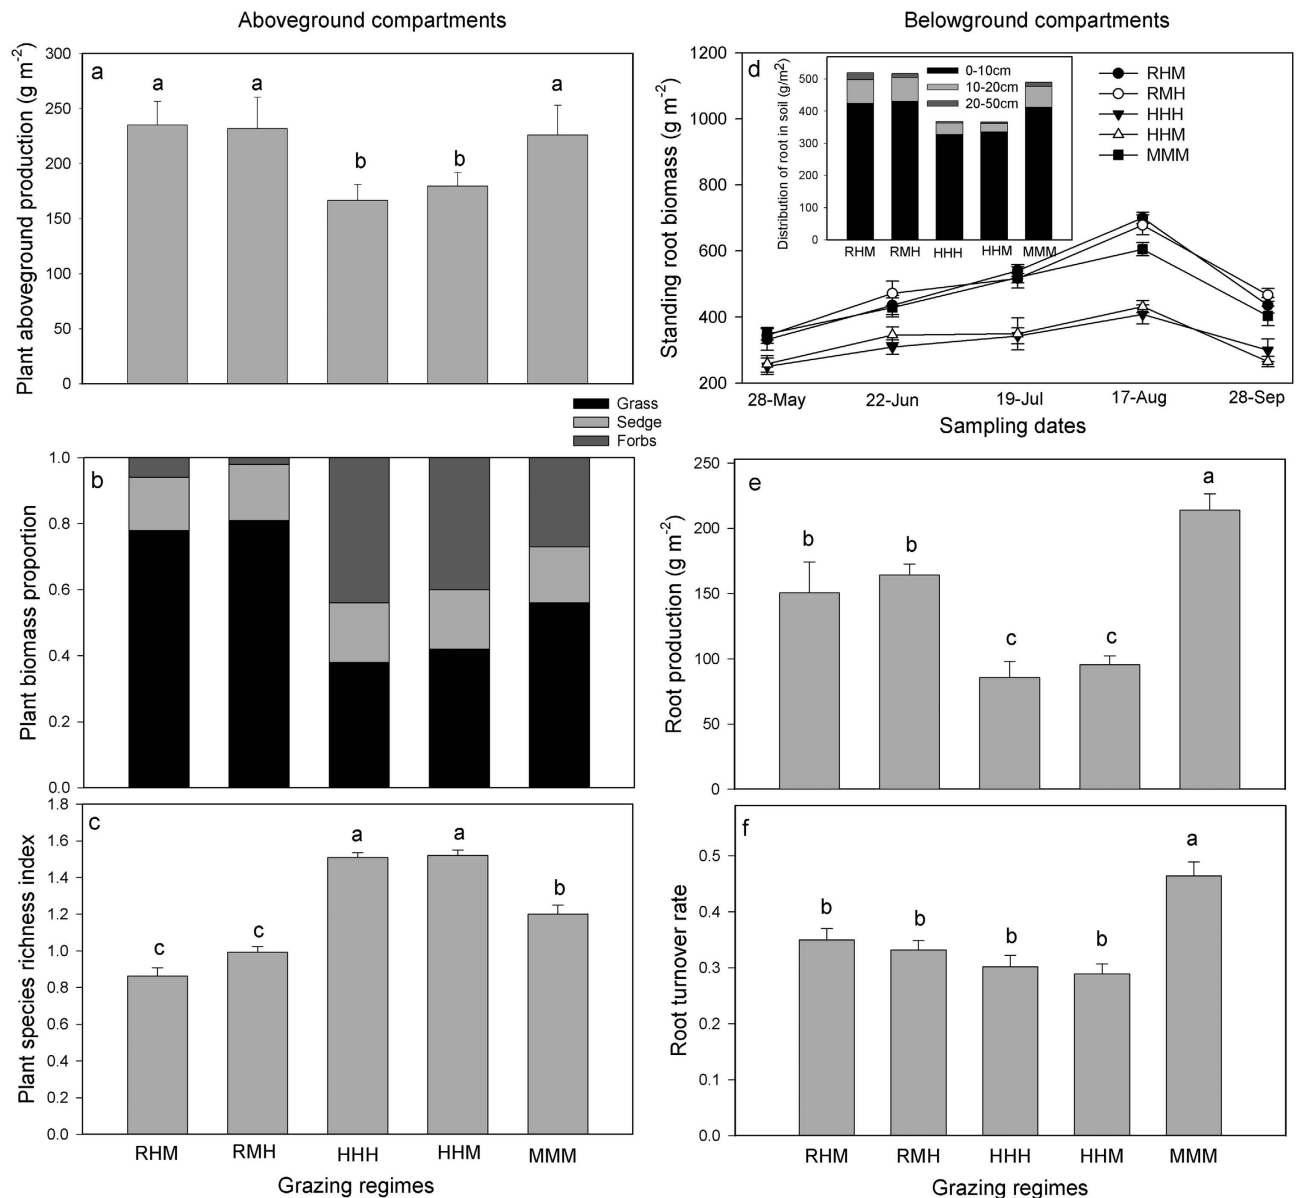 Aboveground compartments
Belowground compartments
a
Plant aboveground production (g m⁻²)
300
250
200
150
100
50
0
a
a
b
b
a
d
Standing root biomass (g m⁻²)
1200
1000
800
600
400
200
Distribution of root in soil (g/m²)
500
400
300
200
100
0
0-10cm
10-20cm
20-50cm
RHM
RMH
HHH
HHM
MMM
RHM
RMH
HHH
HHM
MMM
28-May
22-Jun
19-Jul
17-Aug
28-Sep
Sampling dates
Grass
Sedge
Forbs
b
Plant biomass proportion
1.0
0.8
0.6
0.4
0.2
0.0
e
Root production (g m⁻²)
250
200
150
100
50
0
b
b
c
c
a
c
Plant species richness index
1.8
1.6
1.4
1.2
1.0
0.8
0.6
0.4
0.2
0.0
c
c
a
a
b
RHM
RMH
HHH
HHM
MMM
Grazing regimes
f
Root turnover rate
0.5
0.4
0.3
0.2
0.1
0.0
b
b
b
b
a
RHM
RMH
HHH
HHM
MMM
Grazing regimes